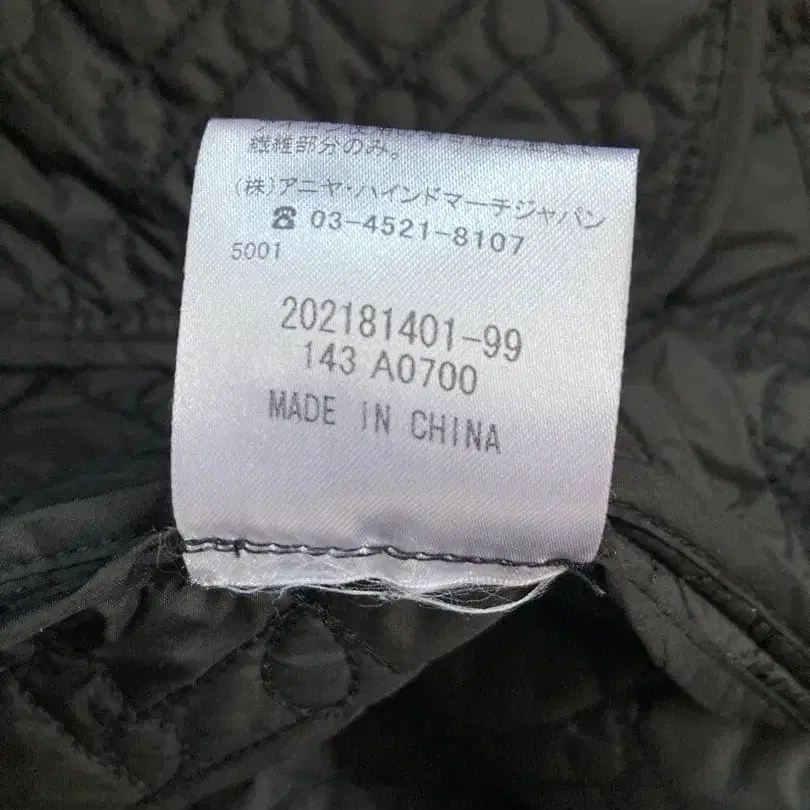 繊維部分のみ。
(株)アニヤ・ハインドマーチジャパン
☎ 03-4521-8107
5001
202181401-99
143 A0700
MADE IN CHINA